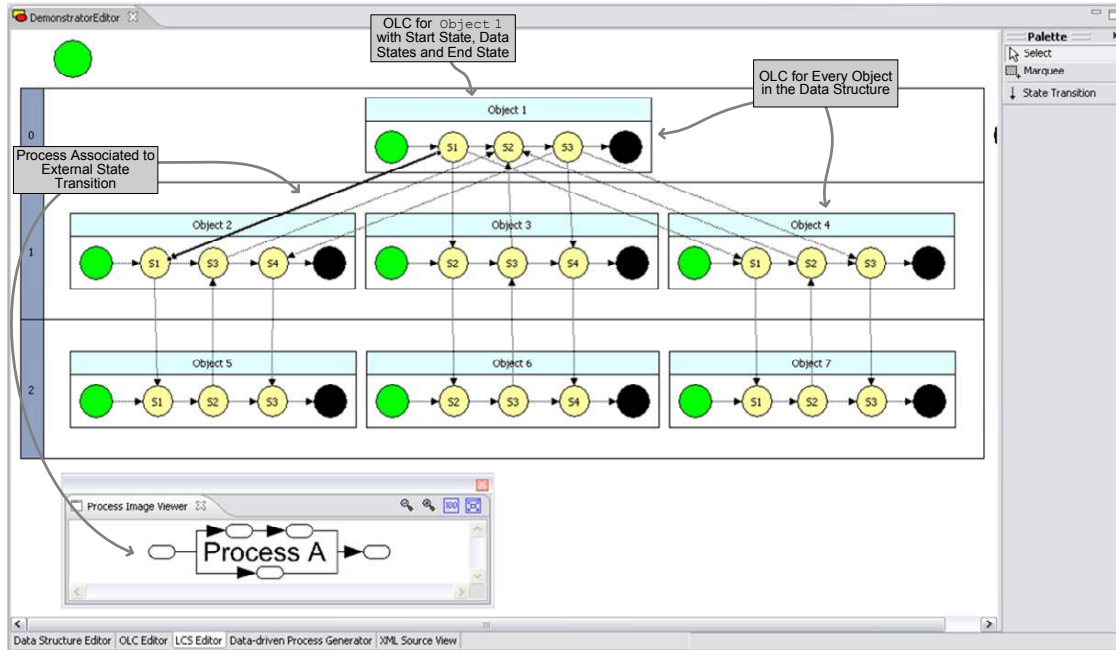 DemonstratorEditor
OLC for Object 1
with Start State, Data
States and End State
OLC for Every Object
in the Data Structure
Palette
Select
Marquee
State Transition
0
Object 1
S1 S2 S3
Process Associated to
External State
Transition
1
Object 2
S1 S3 S4
Object 3
S2 S3 S4
Object 4
S1 S2 S3
2
Object 5
S1 S2 S3
Object 6
S2 S3 S4
Object 7
S1 S2 S3
Process Image Viewer
100
Process A
Data Structure Editor OLC Editor LCS Editor Data-driven Process Generator XML Source View